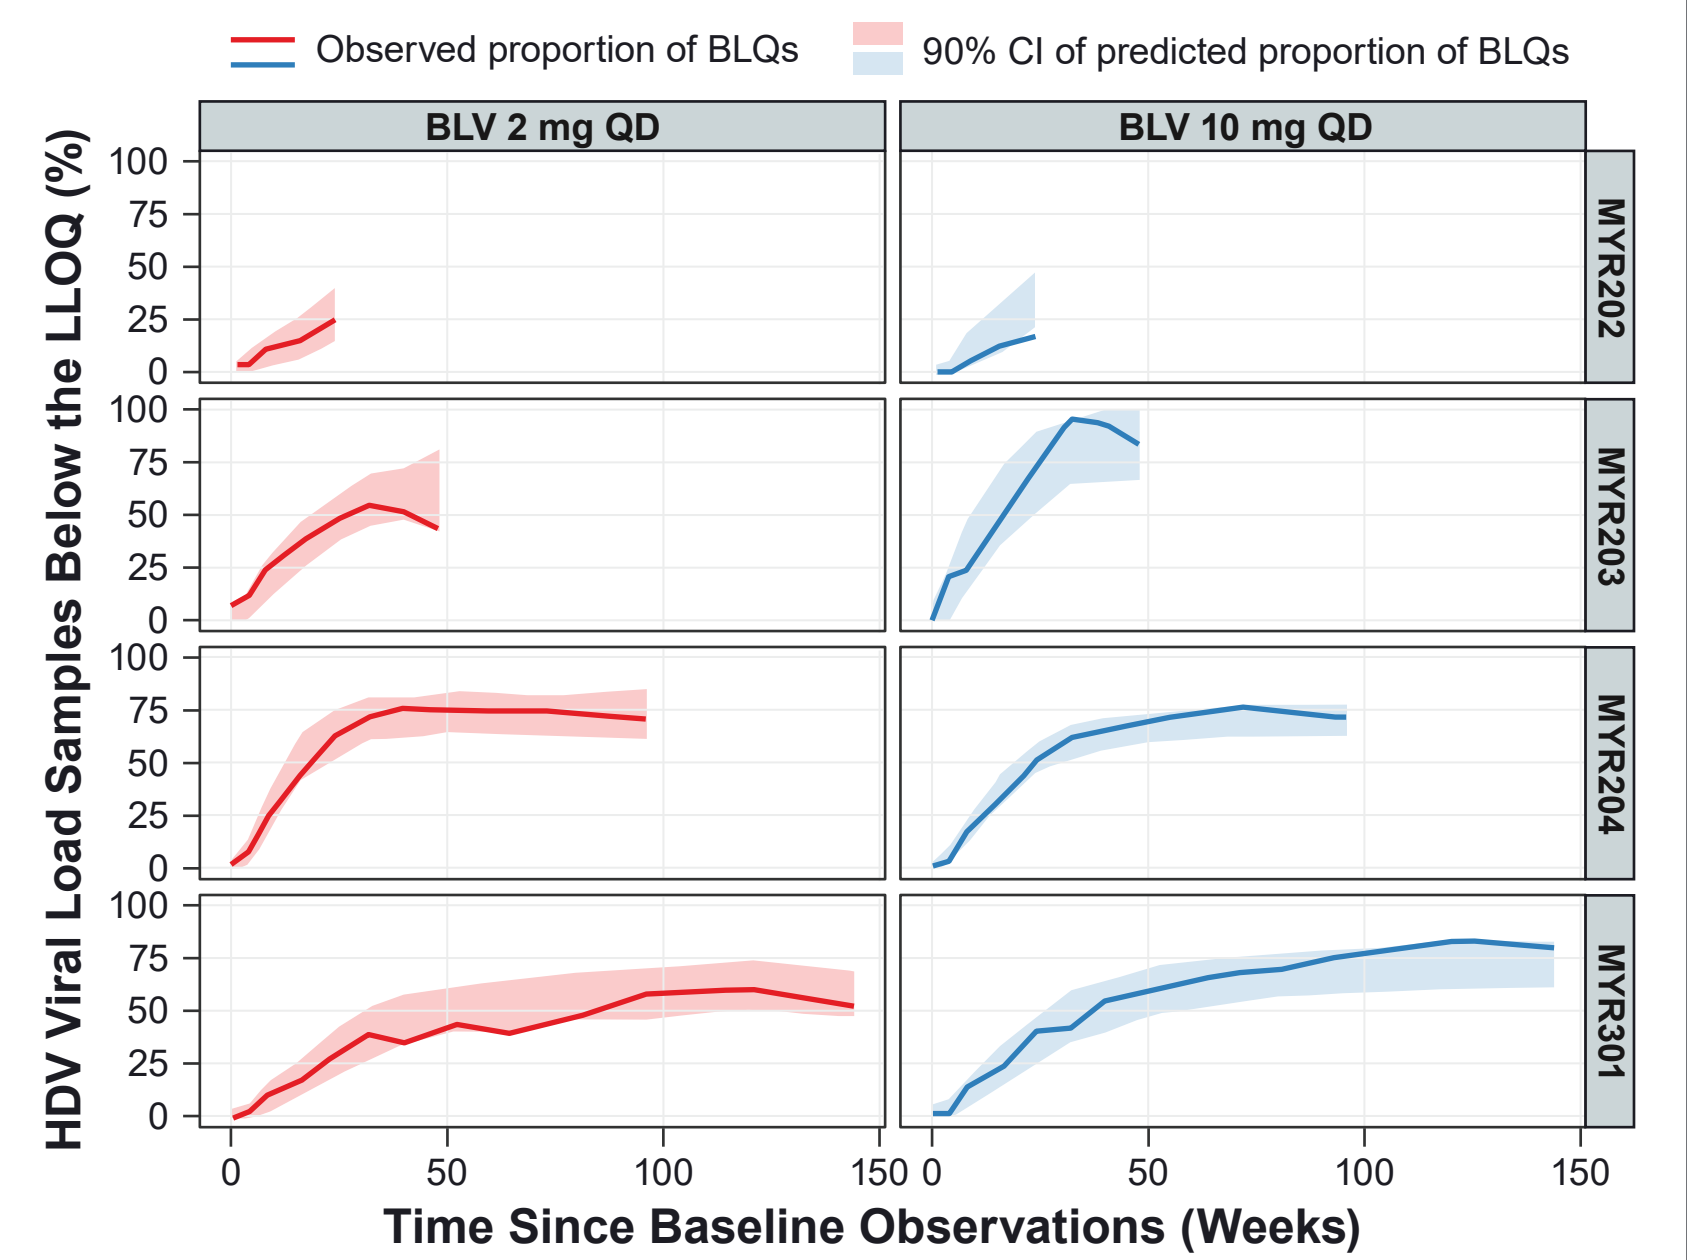 Observed proportion of BLQs
90% CI of predicted proportion of BLQs
BLV 2 mg QD
BLV 10 mg QD
HDV Viral Load Samples Below the LLOQ (%)
100
75
50
25
0
MYR202
100
75
50
25
0
MYR203
100
75
50
25
0
MYR204
100
75
50
25
0
MYR301
0 50 100 150
0 50 100 150
Time Since Baseline Observations (Weeks)